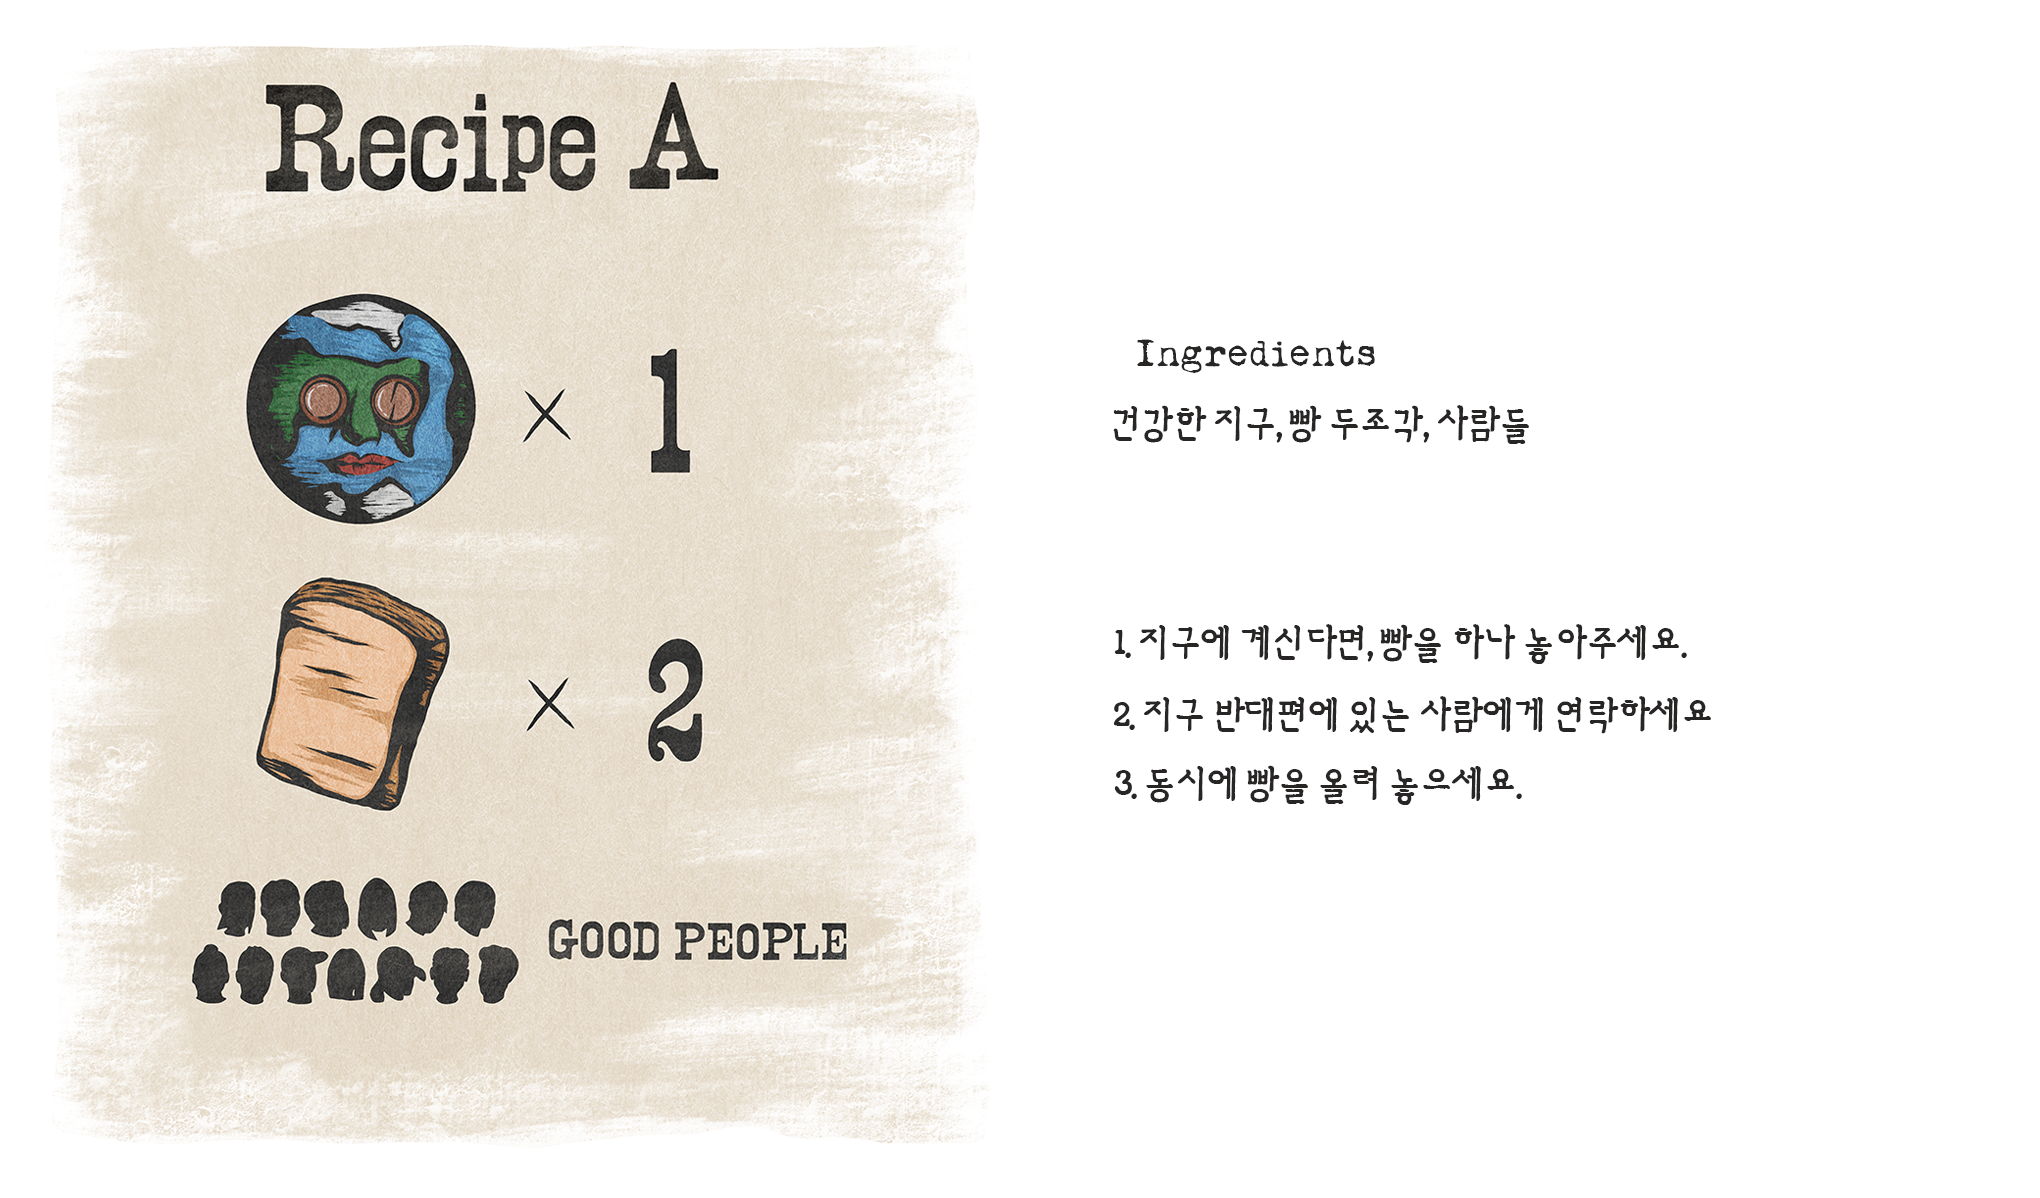 Recipe A
× 1
× 2
GOOD PEOPLE
Ingredients
건강한 지구, 빵 두조각, 사람들
1. 지구에 계신다면, 빵을 하나 놓아주세요.
2. 지구 반대편에 있는 사람에게 연락하세요
3. 동시에 빵을 올려 놓으세요.